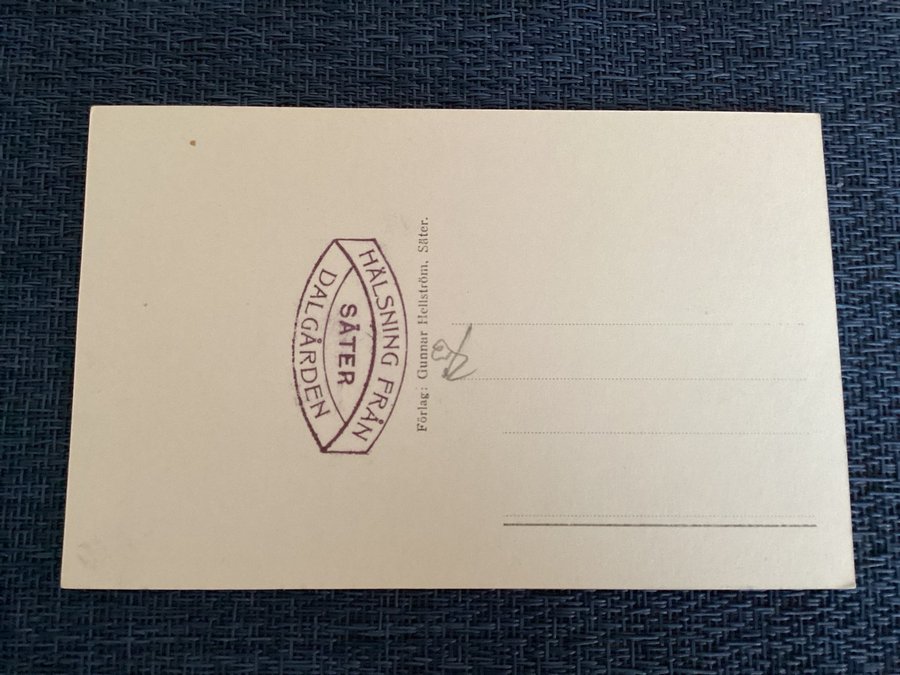 HÄLSNING FRÅN
SÄTER
DALGÅRDEN
Förlag: Gunnar Hellström, Säter.